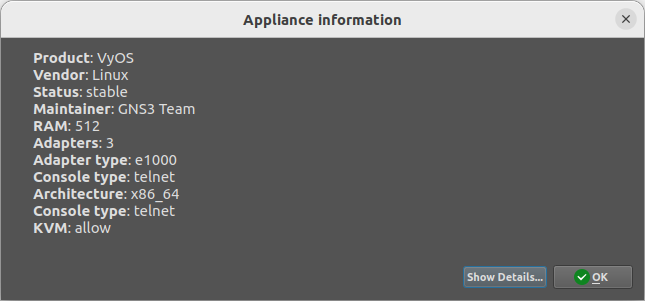 Appliance information
Product: VyOS
Vendor: Linux
Status: stable
Maintainer: GNS3 Team
RAM: 512
Adapters: 3
Adapter type: e1000
Console type: telnet
Architecture: x86_64
Console type: telnet
KVM: allow
Show Details... OK